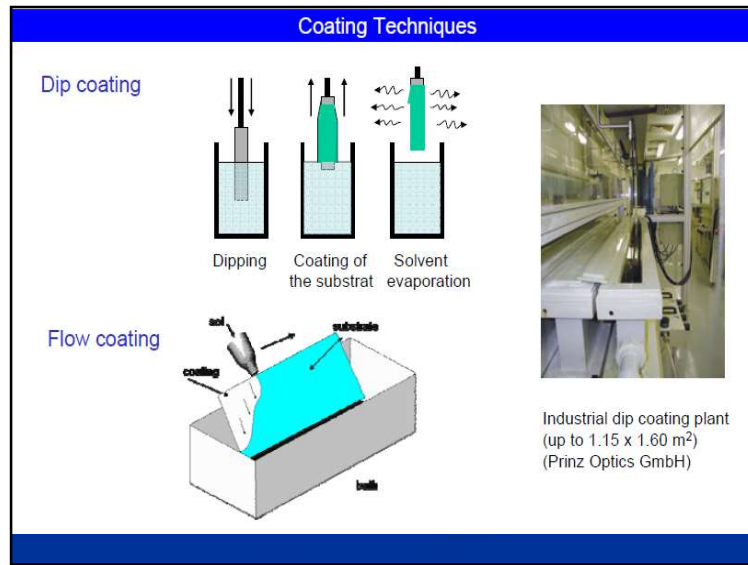 Coating Techniques
Dip coating
Dipping
Coating of
the substrat
Solvent
evaporation
Flow coating
sol
substrate
coating
bath
Industrial dip coating plant
(up to 1.15 x 1.60 m²)
(Prinz Optics GmbH)